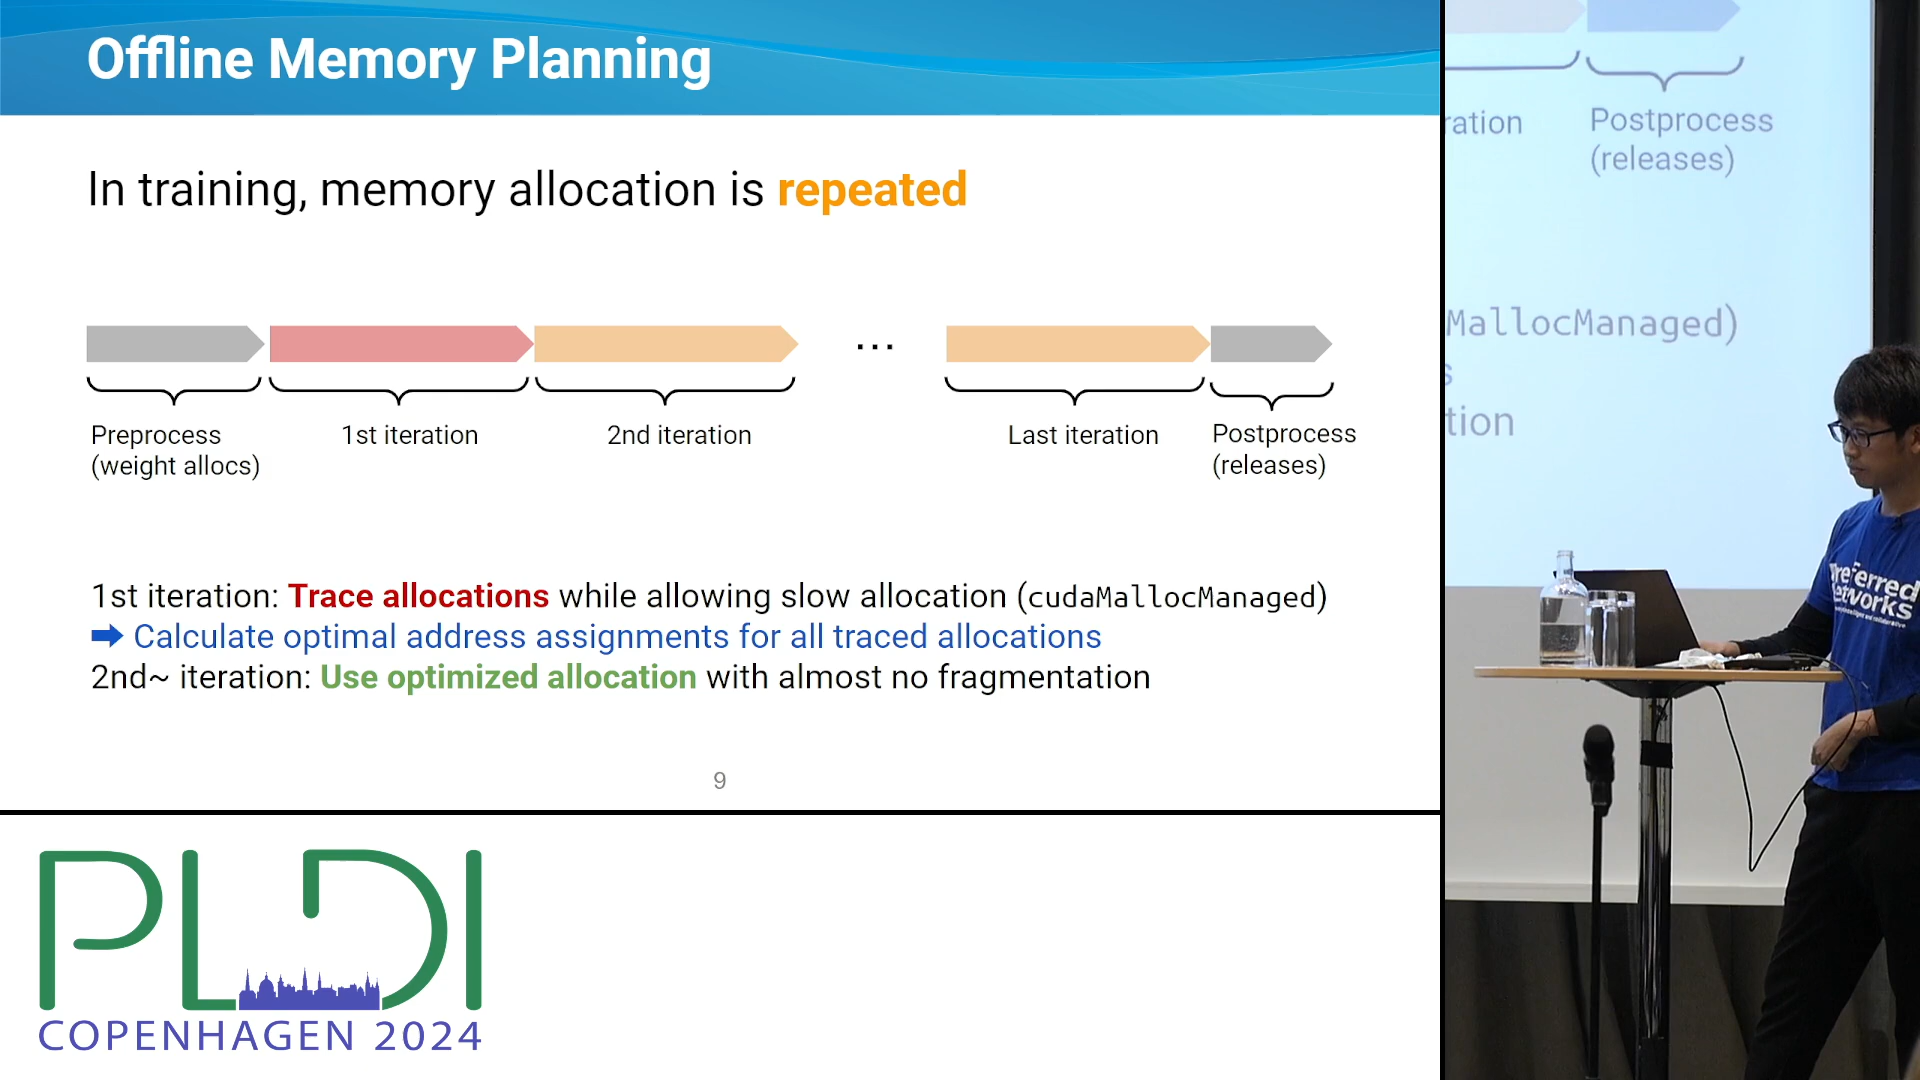 Offline Memory Planning
In training, memory allocation is repeated
...
Preprocess
(weight allocs)
1st iteration
2nd iteration
Last iteration
Postprocess
(releases)
1st iteration: Trace allocations while allowing slow allocation (cudaMallocManaged)
➡ Calculate optimal address assignments for all traced allocations
2nd~ iteration: Use optimized allocation with almost no fragmentation
9
PLDI
COPENHAGEN 2024
ration
Postprocess
(releases)
MallocManaged)
s
tion
referred
etworks